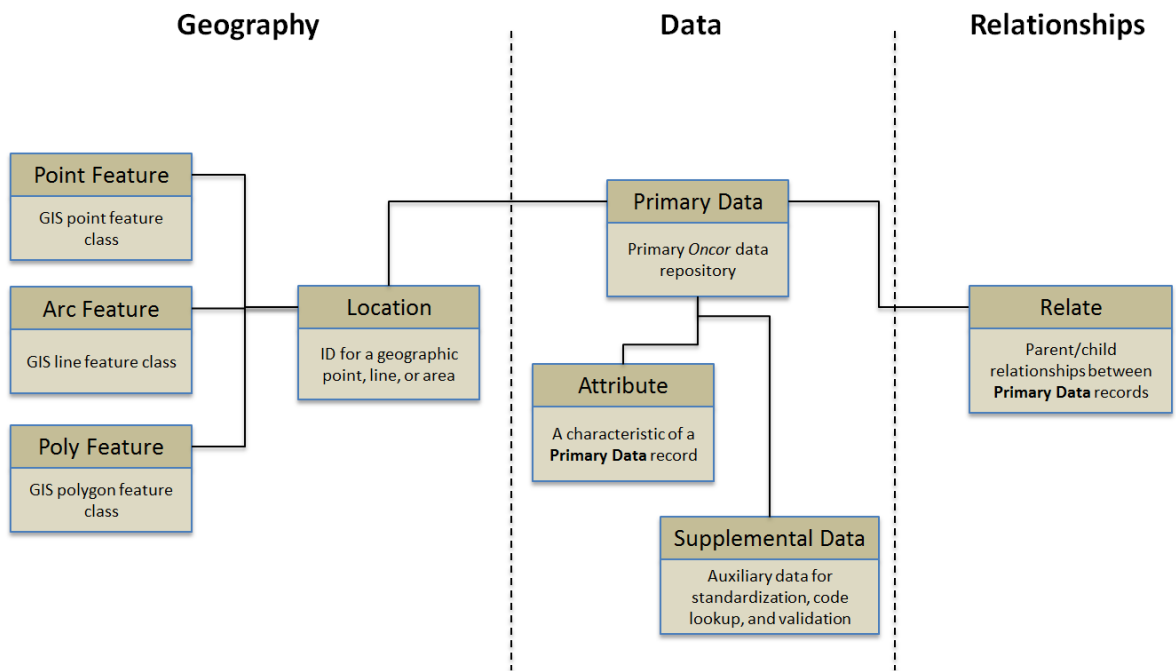 Geography
Data
Relationships
Point Feature
GIS point feature
class
Arc Feature
GIS line feature class
Poly Feature
GIS polygon feature
class
Location
ID for a geographic
point, line, or area
Primary Data
Primary Oncor data
repository
Attribute
A characteristic of a
Primary Data record
Supplemental Data
Auxiliary data for
standardization, code
lookup, and validation
Relate
Parent/child
relationships between
Primary Data records